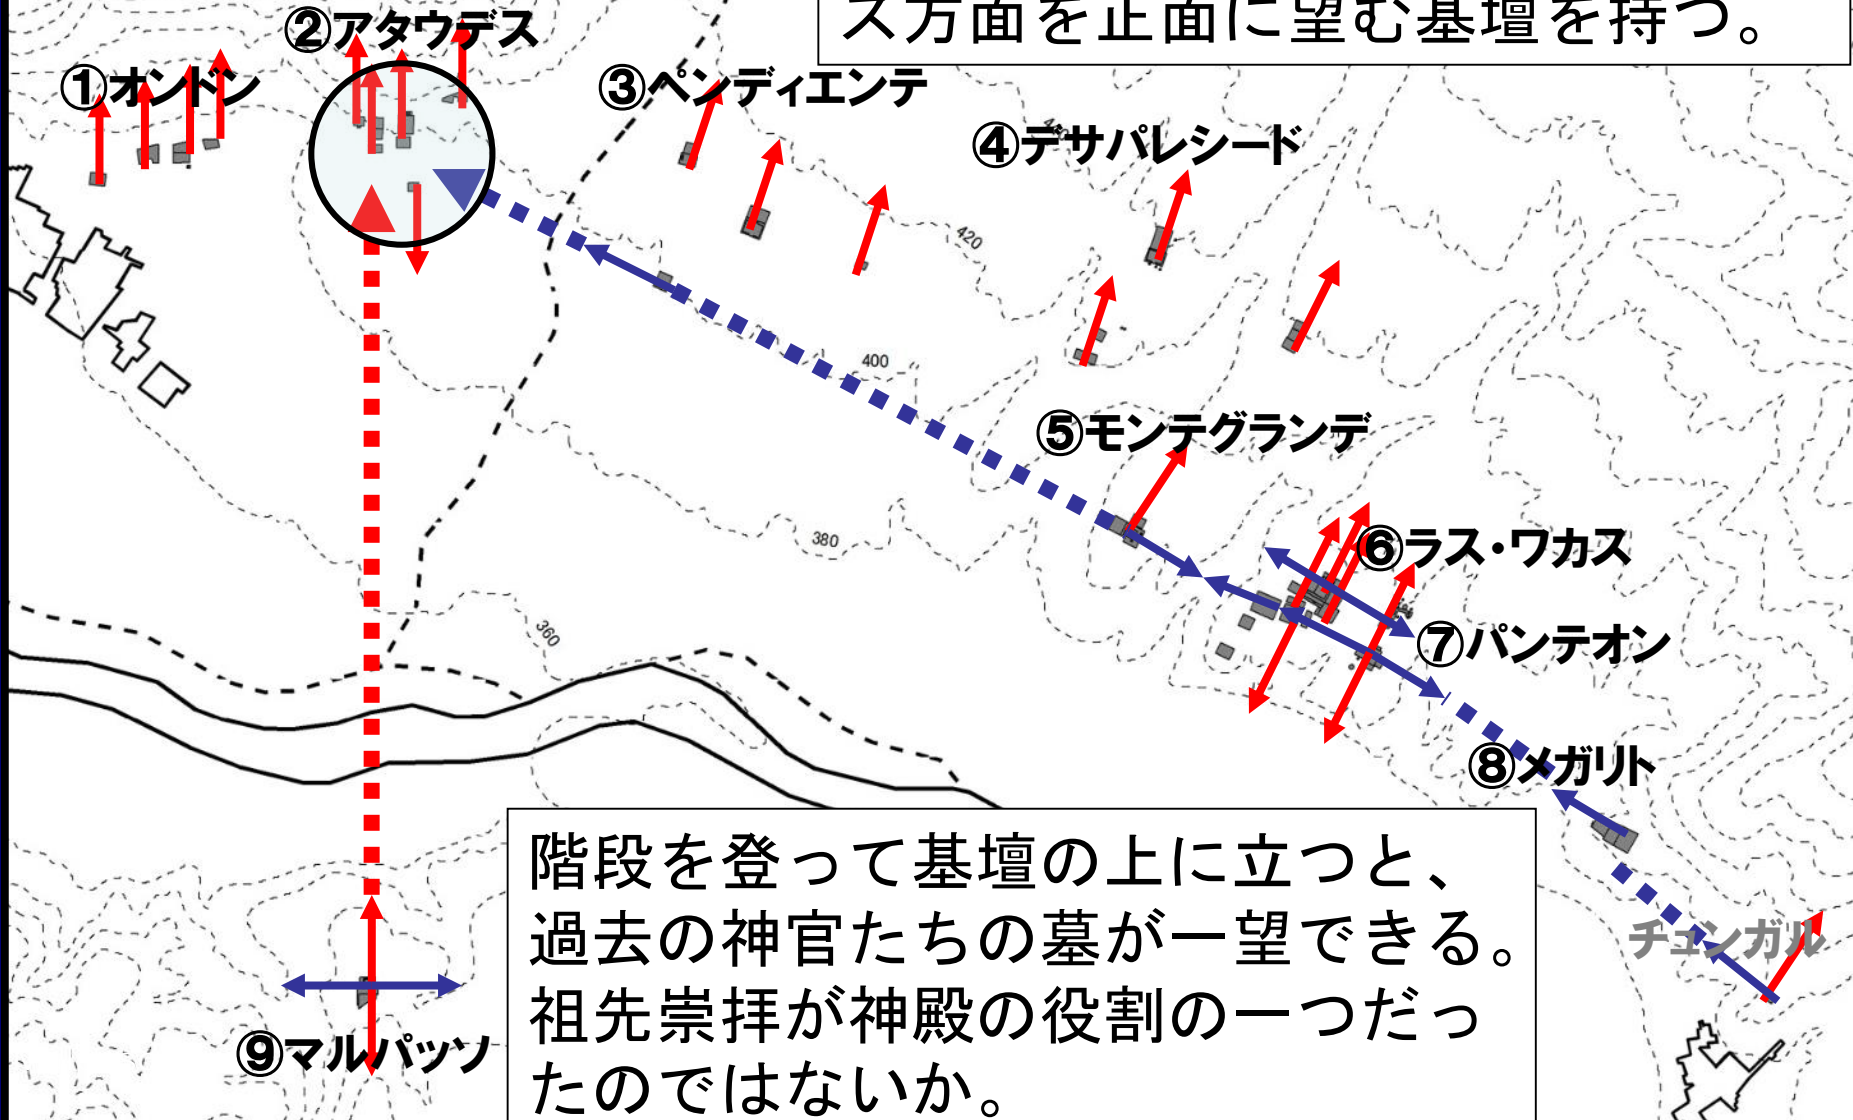 ス方面を正面に望む基壇を持つ。
②アタウデス
①オンドン
③ペンディエンテ
④デサパレシード
420
400
⑤モンテグランデ
380
⑥ラス・ワカス
360
⑦パンテオン
⑧メガリト
階段を登って基壇の上に立つと、
過去の神官たちの墓が一望できる。
祖先崇拝が神殿の役割の一つだっ
たのではないか。
チュンガル
⑨マルパッソ